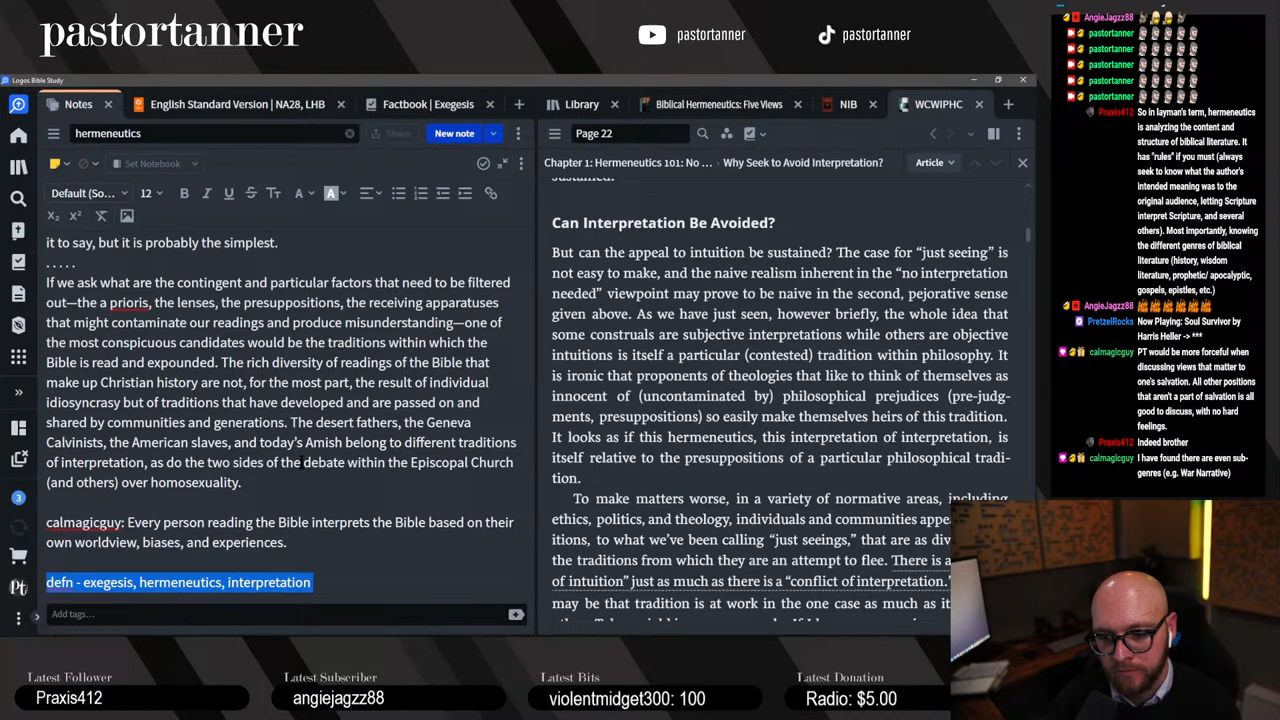 pastortanner
pastortanner
pastortanner
Logos Bible Study
Notes
English Standard Version | NA28, LHB
Factbook | Exegesis
Library
Biblical Hermeneutics: Five Views
NIB
WCWIPHC
hermeneutics
Share
New note
Page 22
Set Notebook
Chapter 1: Hermeneutics 101: No ...
Why Seek to Avoid Interpretation?
Article
Default (So...
12
it to say, but it is probably the simplest.
. . . . .
If we ask what are the contingent and particular factors that need to be filtered
out—the a prioris, the lenses, the presuppositions, the receiving apparatuses
that might contaminate our readings and produce misunderstanding—one of
the most conspicuous candidates would be the traditions within which the
Bible is read and expounded. The rich diversity of readings of the Bible that
make up Christian history are not, for the most part, the result of individual
idiosyncrasy but of traditions that have developed and are passed on and
shared by communities and generations. The desert fathers, the Geneva
Calvinists, the American slaves, and today's Amish belong to different traditions
of interpretation, as do the two sides of the debate within the Episcopal Church
(and others) over homosexuality.
calmagicguy: Every person reading the Bible interprets the Bible based on their
own worldview, biases, and experiences.
defn - exegesis, hermeneutics, interpretation
Add tags...
3
Pt
sustained.
Can Interpretation Be Avoided?
But can the appeal to intuition be sustained? The case for “just seeing” is
not easy to make, and the naive realism inherent in the “no interpretation
needed” viewpoint may prove to be naive in the second, pejorative sense
given above. As we have just seen, however briefly, the whole idea that
some construals are subjective interpretations while others are objective
intuitions is itself a particular (contested) tradition within philosophy. It
is ironic that proponents of theologies that like to think of themselves as
innocent of (uncontaminated by) philosophical prejudices (pre-judg-
ments, presuppositions) so easily make themselves heirs of this tradition.
It looks as if this hermeneutics, this interpretation of interpretation, is
itself relative to the presuppositions of a particular philosophical tradi-
tion.
To make matters worse, in a variety of normative areas, including
ethics, politics, and theology, individuals and communities appe
itions, to what we've been calling “just seeings,” that are as di
the traditions from which they are an attempt to flee. There is a
of intuition” just as much as there is a “conflict of interpretation.”
may be that tradition is at work in the one case as much as it
AngieJagzz88
pastortanner
pastortanner
pastortanner
pastortanner
pastortanner
Praxis412 So in layman's term, hermeneutics
is analyzing the content and
structure of biblical literature. It
has "rules" if you must (always
seek to know what the author's
intended meaning was to the
original audience, letting Scripture
interpret Scripture, and several
others). Most importantly, knowing
the different genres of biblical
literature (history, wisdom
literature, prophetic/ apocalyptic,
gospels, epistles, etc.)
AngieJagzz88
PretzelRocks Now Playing: Soul Survivor by
Harris Heller -> ***
calmagicguy PT would be more forceful when
discussing views that matter to
one's salvation. All other positions
that aren't a part of salvation is all
good to discuss, with no hard
feelings.
Praxis412 Indeed brother
calmagicguy I have found there are even sub-
genres (e.g. War Narrative)
Latest Follower
Praxis412
Latest Subscriber
angiejagzz88
Latest Bits
violentmidget300: 100
Latest Donation
Radio: $5.00